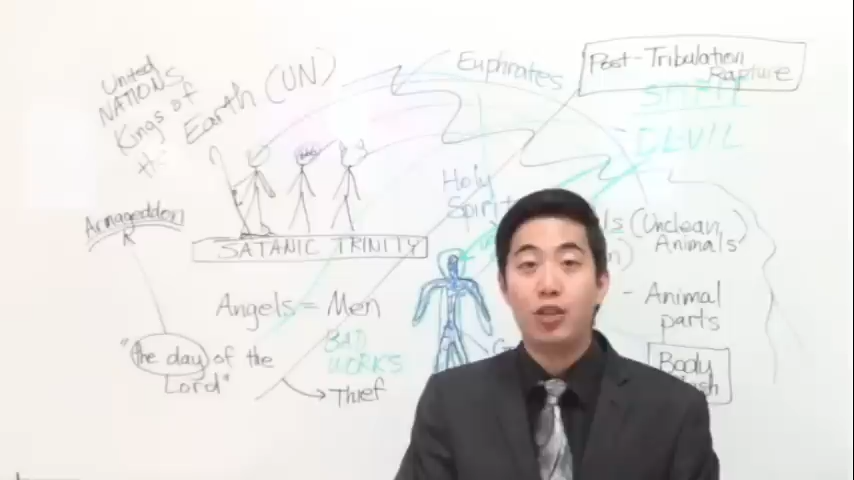 United
NATIONS
Kings of
Earth (UN)
Euphrates
Post-Tribulation
Rapture
SPIRIT
DEVIL
Armageddon
Holy
Spirit
(Unclean
Animals)
SATANIC TRINITY
Angels = Men
- Animal
parts
BAD
WORKS
"the day of the
Lord"
Thief
Body